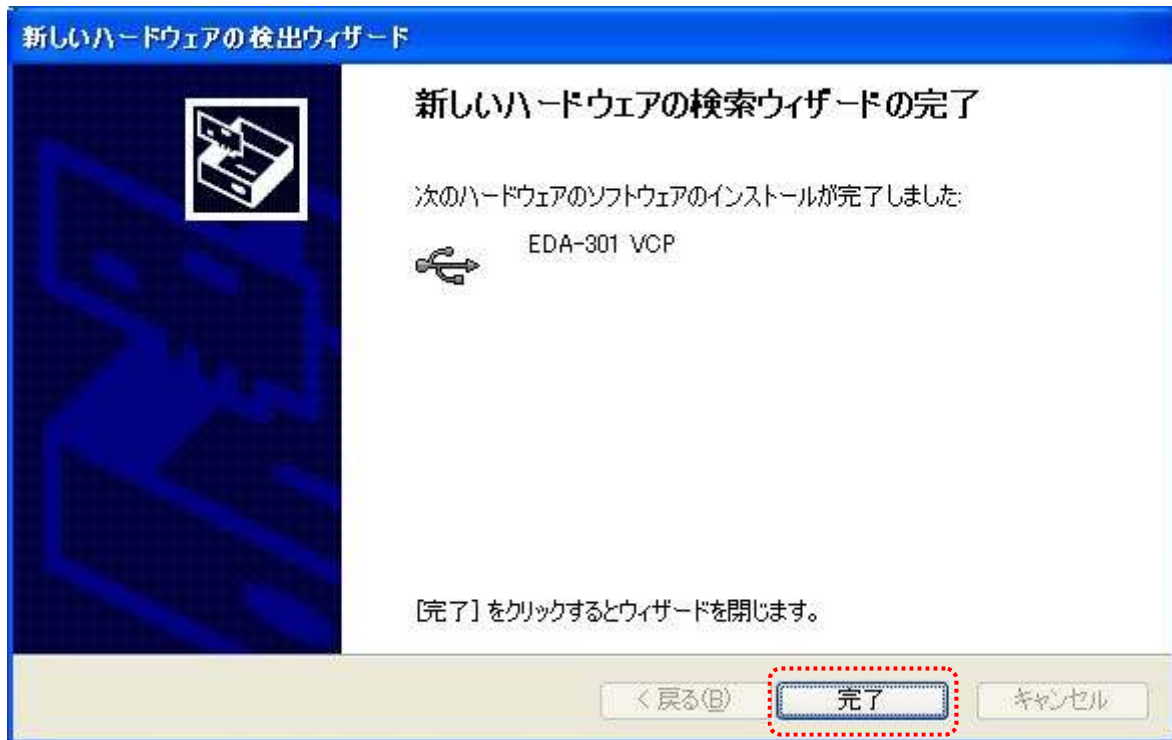 新しいハードウェアの検出ウィザード
新しいハードウェアの検索ウィザードの完了
次のハードウェアのソフトウェアのインストールが完了しました:
EDA-301 VCP
[完了] をクリックするとウィザードを閉じます。
< 戻る(B) 完了 キャンセル